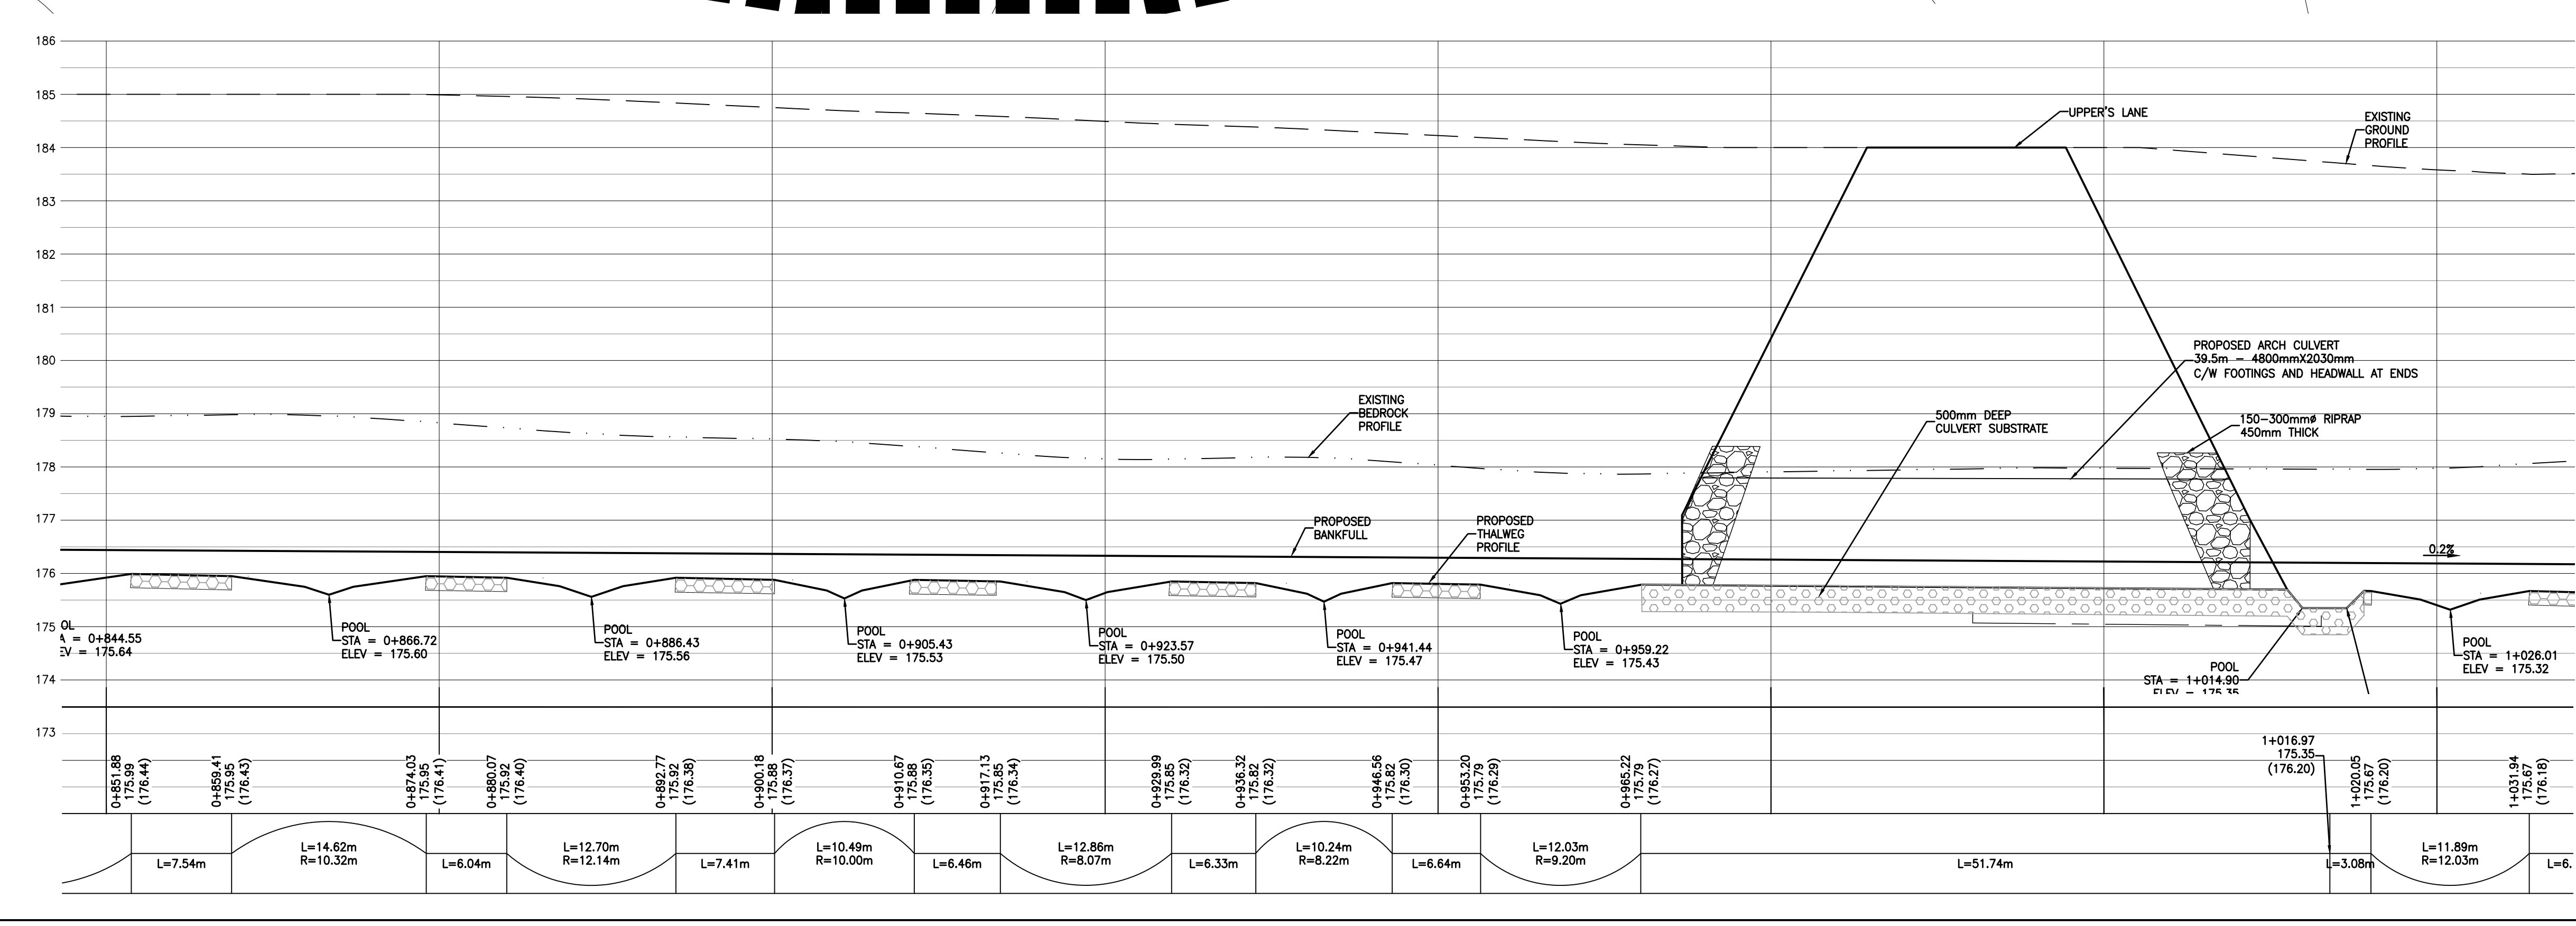 186
185
184
183
182
181
180
179
178
177
176
175
174
173
UPPER'S LANE
EXISTING
GROUND
PROFILE
PROPOSED ARCH CULVERT
39.5m - 4800mmX2030mm
C/W FOOTINGS AND HEADWALL AT ENDS
EXISTING
BEDROCK
PROFILE
500mm DEEP
CULVERT SUBSTRATE
150-300mmø RIPRAP
450mm THICK
PROPOSED
BANKFULL
PROPOSED
THALWEG
PROFILE
0.2%
OL
A = 0+844.55
EV = 175.64
POOL
STA = 0+866.72
ELEV = 175.60
POOL
STA = 0+886.43
ELEV = 175.56
POOL
STA = 0+905.43
ELEV = 175.53
POOL
STA = 0+923.57
ELEV = 175.50
POOL
STA = 0+941.44
ELEV = 175.47
POOL
STA = 0+959.22
ELEV = 175.43
POOL
STA = 1+014.90
ELEV = 175.35
POOL
STA = 1+026.01
ELEV = 175.32
0+851.88
175.99
(176.44)
0+859.41
175.95
(176.43)
0+874.03
175.95
(176.41)
0+880.07
175.92
(176.40)
0+892.77
175.92
(176.38)
0+900.18
175.88
(176.37)
0+910.67
175.88
(176.35)
0+917.13
175.85
(176.34)
0+929.99
175.85
(176.32)
0+936.32
175.82
(176.32)
0+946.56
175.82
(176.30)
0+953.20
175.79
(176.29)
0+965.22
175.79
(176.27)
1+016.97
175.35
(176.20)
1+020.05
175.67
(176.20)
1+031.94
175.67
(176.18)
L=7.54m
L=14.62m
R=10.32m
L=6.04m
L=12.70m
R=12.14m
L=7.41m
L=10.49m
R=10.00m
L=6.46m
L=12.86m
R=8.07m
L=6.33m
L=10.24m
R=8.22m
L=6.64m
L=12.03m
R=9.20m
L=51.74m
L=3.08m
L=11.89m
R=12.03m
L=6.